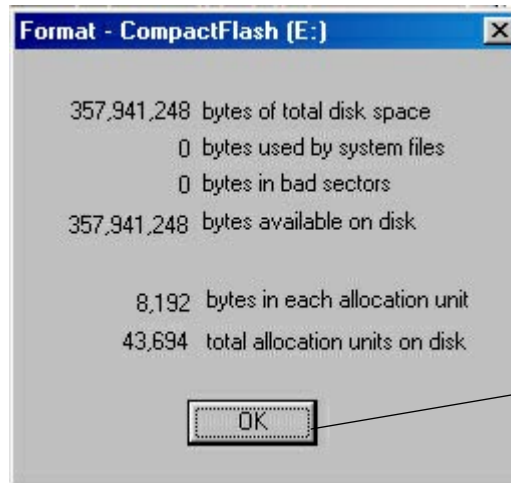 Format - CompactFlash (E:)
357,941,248 bytes of total disk space
0 bytes used by system files
0 bytes in bad sectors
357,941,248 bytes available on disk
8,192 bytes in each allocation unit
43,694 total allocation units on disk
OK